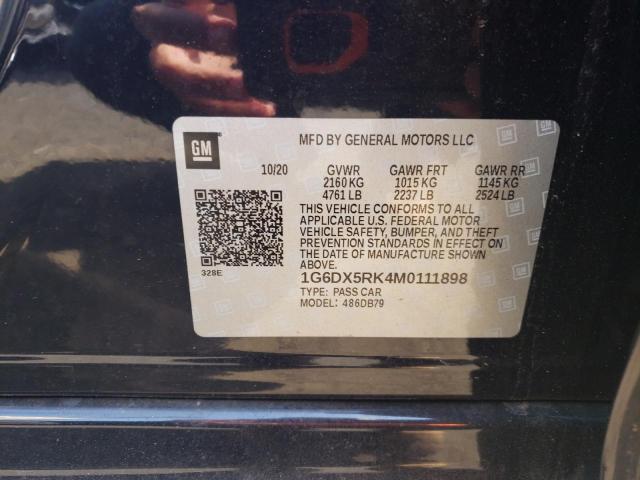 GM
MFD BY GENERAL MOTORS LLC
10/20 GVWR GAWR FRT GAWR RR
2160 KG 1015 KG 1145 KG
4761 LB 2237 LB 2524 LB
THIS VEHICLE CONFORMS TO ALL
APPLICABLE U.S. FEDERAL MOTOR
VEHICLE SAFETY, BUMPER, AND THEFT
PREVENTION STANDARDS IN EFFECT ON
THE DATE OF MANUFACTURE SHOWN
ABOVE.
328E
1G6DX5RK4M0111898
TYPE: PASS CAR
MODEL: 486DB79